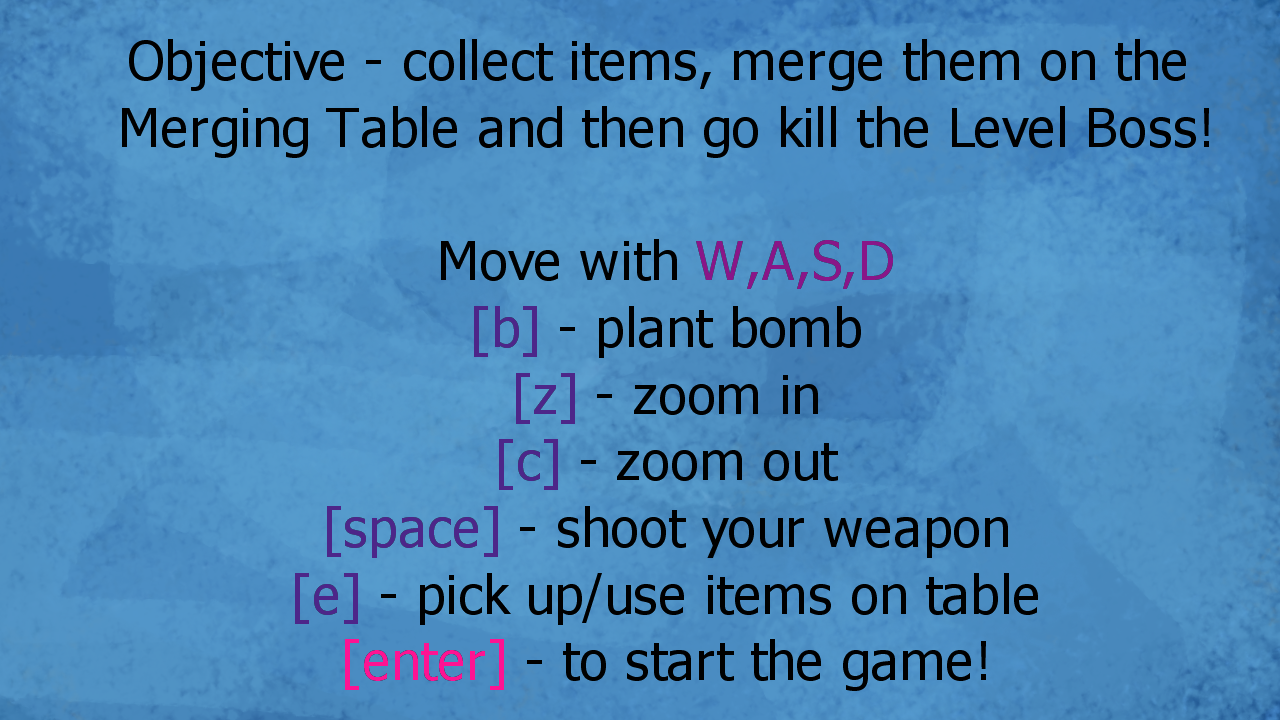 Objective - collect items, merge them on the
Merging Table and then go kill the Level Boss!
Move with W,A,S,D
[b] - plant bomb
[z] - zoom in
[c] - zoom out
[space] - shoot your weapon
[e] - pick up/use items on table
[enter] - to start the game!